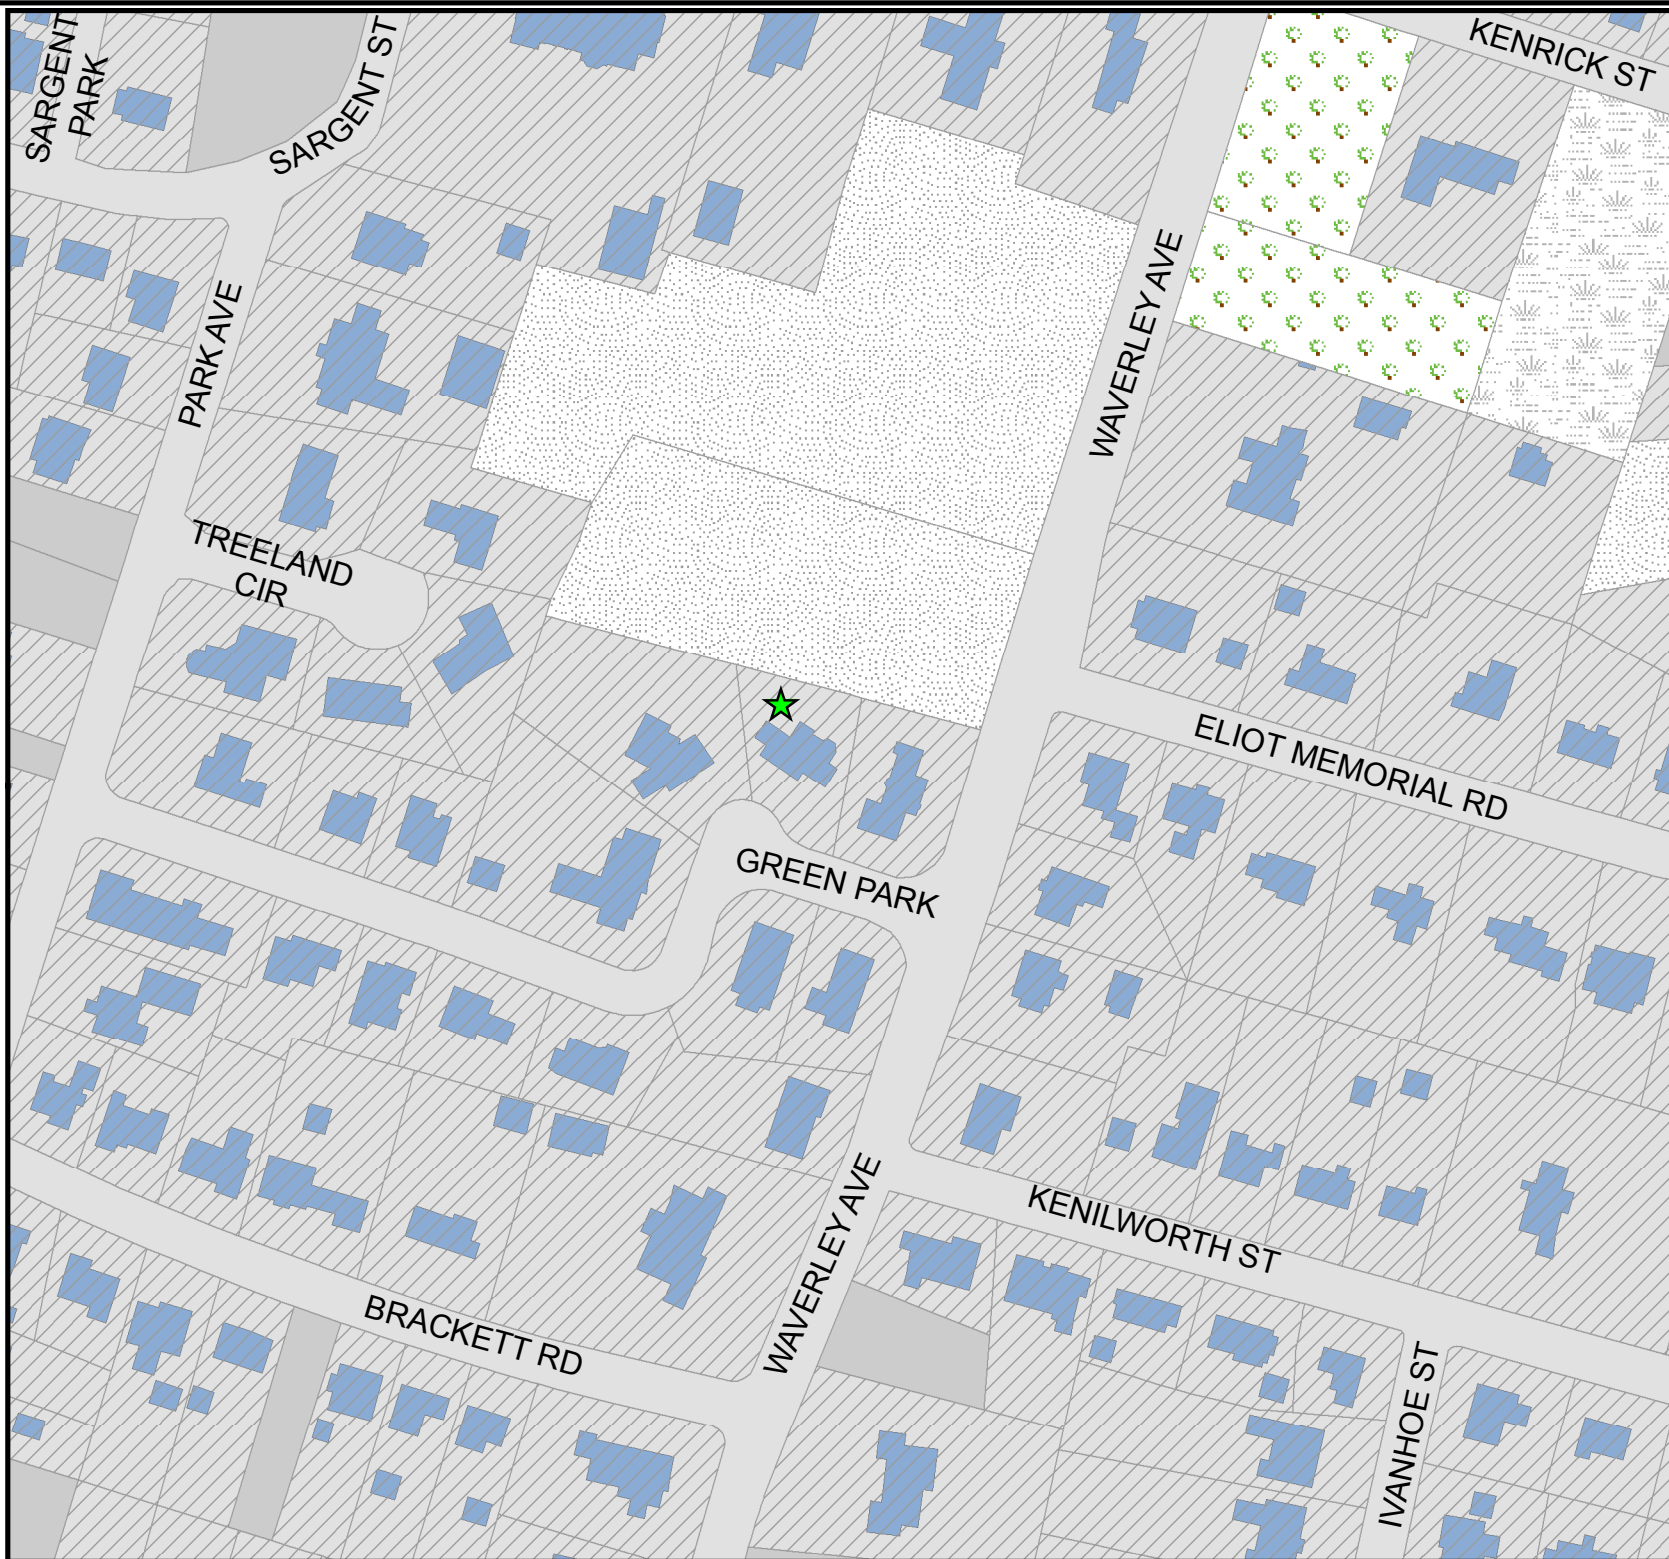 SARGENT
PARK
SARGENT ST
KENRICK ST
PARK AVE
WAVERLEY AVE
TREELAND
CIR
ELIOT MEMORIAL RD
GREEN PARK
KENILWORTH ST
WAVERLEY AVE
BRACKETT RD
IVANHOE ST